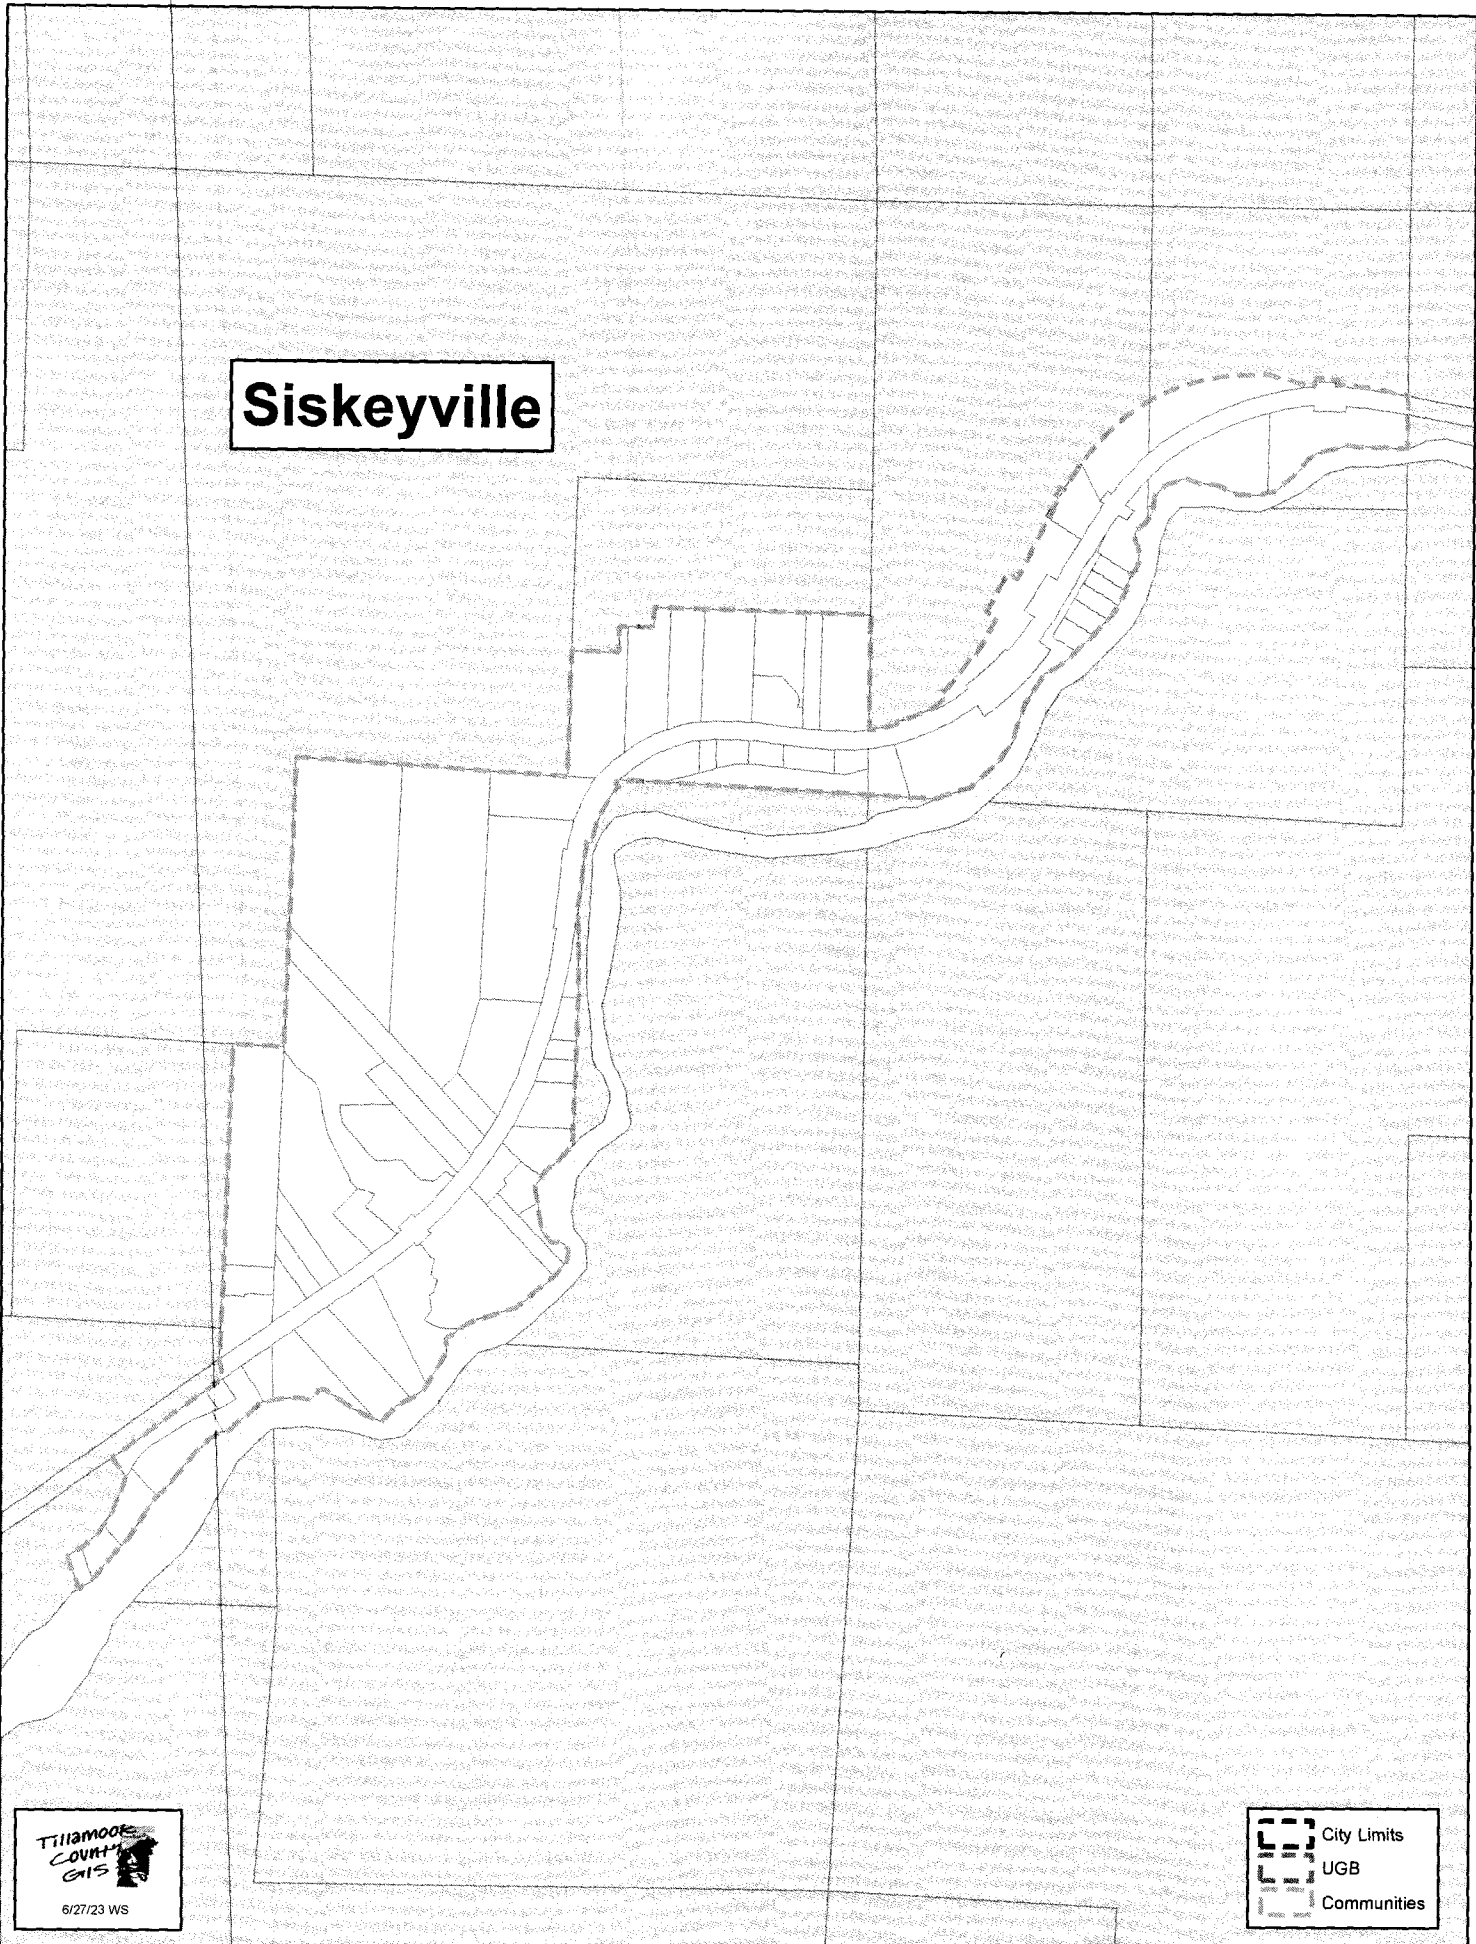 Siskeyville
Tillamook
County
GIS
6/27/23 WS
City Limits
UGB
Communities